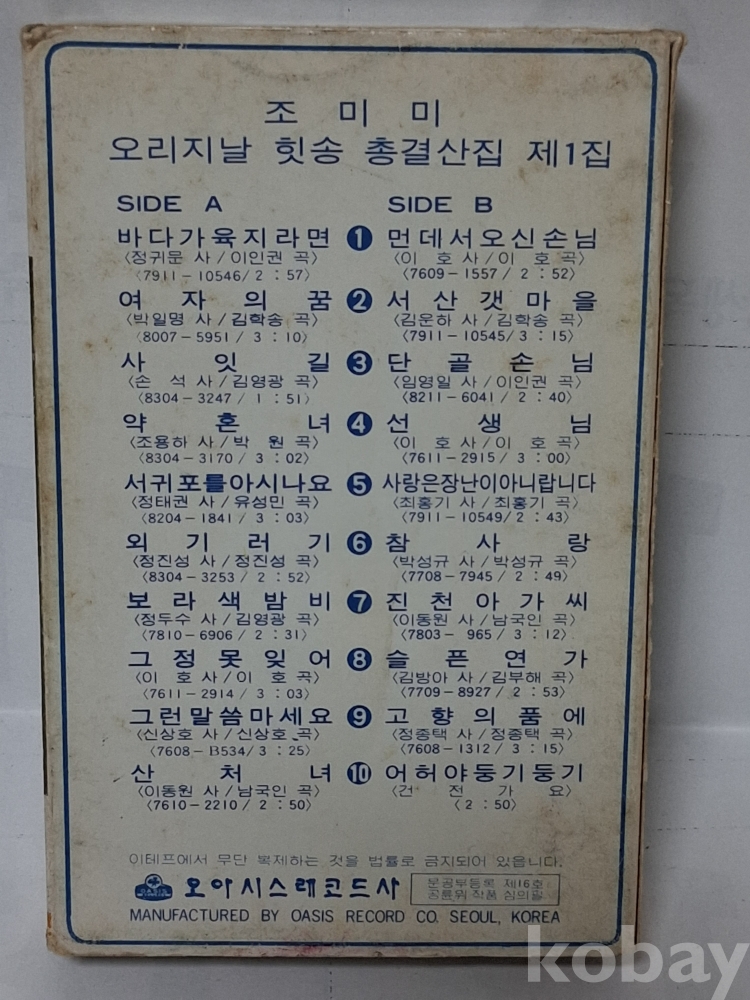 조 미 미
오리지날 힛송 총결산집 제1집
SIDE A
바다가육지라면
〈정귀문 사/이인권 곡〉
〈7911-10546/2:57〉
여 자 의 꿈
〈박일명 사/김학송 곡〉
〈8007-5951/3:10〉
사 잇 길
〈손 석 사/김영광 곡〉
〈8304-3247/1:51〉
약 혼 녀
〈조용하 사/박 원 곡〉
〈8304-3170/3:02〉
서귀포를아시나요
〈정태권 사/유성민 곡〉
〈8204-1841/3:03〉
외 기 러 기
〈정진성 사/정진성 곡〉
〈8304-3253/2:52〉
보 라 색 밤 비
〈정두수 사/김영광 곡〉
〈7810-6906/2:31〉
그 정 못 잊 어
〈이 호 사/이 호 곡〉
〈7611-2914/3:03〉
그런말씀마세요
〈신상호 사/신상호 곡〉
〈7608-B534/3:25〉
산 처 녀
〈이동원 사/남국인 곡〉
〈7610-2210/2:50〉
1
2
3
4
5
6
7
8
9
10
SIDE B
먼데서오신손님
〈이 호 사/이 호 곡〉
〈7609-1557/2:52〉
서 산 갯 마 을
〈김운하 사/김학송 곡〉
〈7911-10545/3:15〉
단 골 손 님
〈임영일 사/이인권 곡〉
〈8211-6041/2:40〉
선 생 님
〈이 호 사/이 호 곡〉
〈7611-2915/3:00〉
사랑은장난이아니랍니다
〈최홍기 사/최홍기 곡〉
〈7911-10549/2:43〉
참 사 랑
〈박성규 사/박성규 곡〉
〈7708-7945/2:49〉
진 천 아 가 씨
〈이동원 사/남국인 곡〉
〈7803-965/3:12〉
슬 픈 연 가
〈김방아 사/김부해 곡〉
〈7709-8927/2:53〉
고 향 의 품 에
〈정종택 사/정종택 곡〉
〈7608-1312/3:15〉
어허야둥기둥기
〈건 전 가 요〉
〈2:50〉
이테프에서 무단 복제하는 것을 법률로 금지되어 있읍니다.
OASIS
오아시스레코드사
문공부등록 제16호
공륜위 작품 심의필
MANUFACTURED BY OASIS RECORD CO. SEOUL, KOREA
kobay